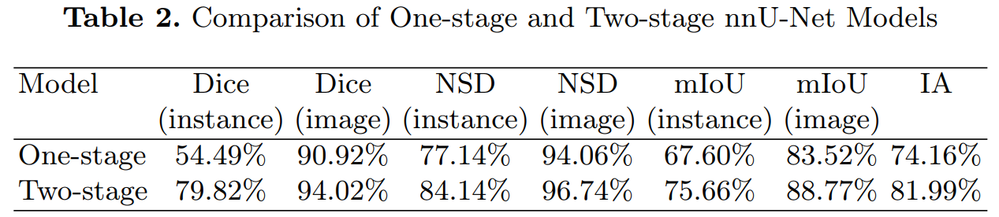 Table 2. Comparison of One-stage and Two-stage nnU-Net Models
Model Dice Dice NSD NSD mIoU mIoU IA
(instance) (image) (instance) (image) (instance) (image)
One-stage 54.49% 90.92% 77.14% 94.06% 67.60% 83.52% 74.16%
Two-stage 79.82% 94.02% 84.14% 96.74% 75.66% 88.77% 81.99%